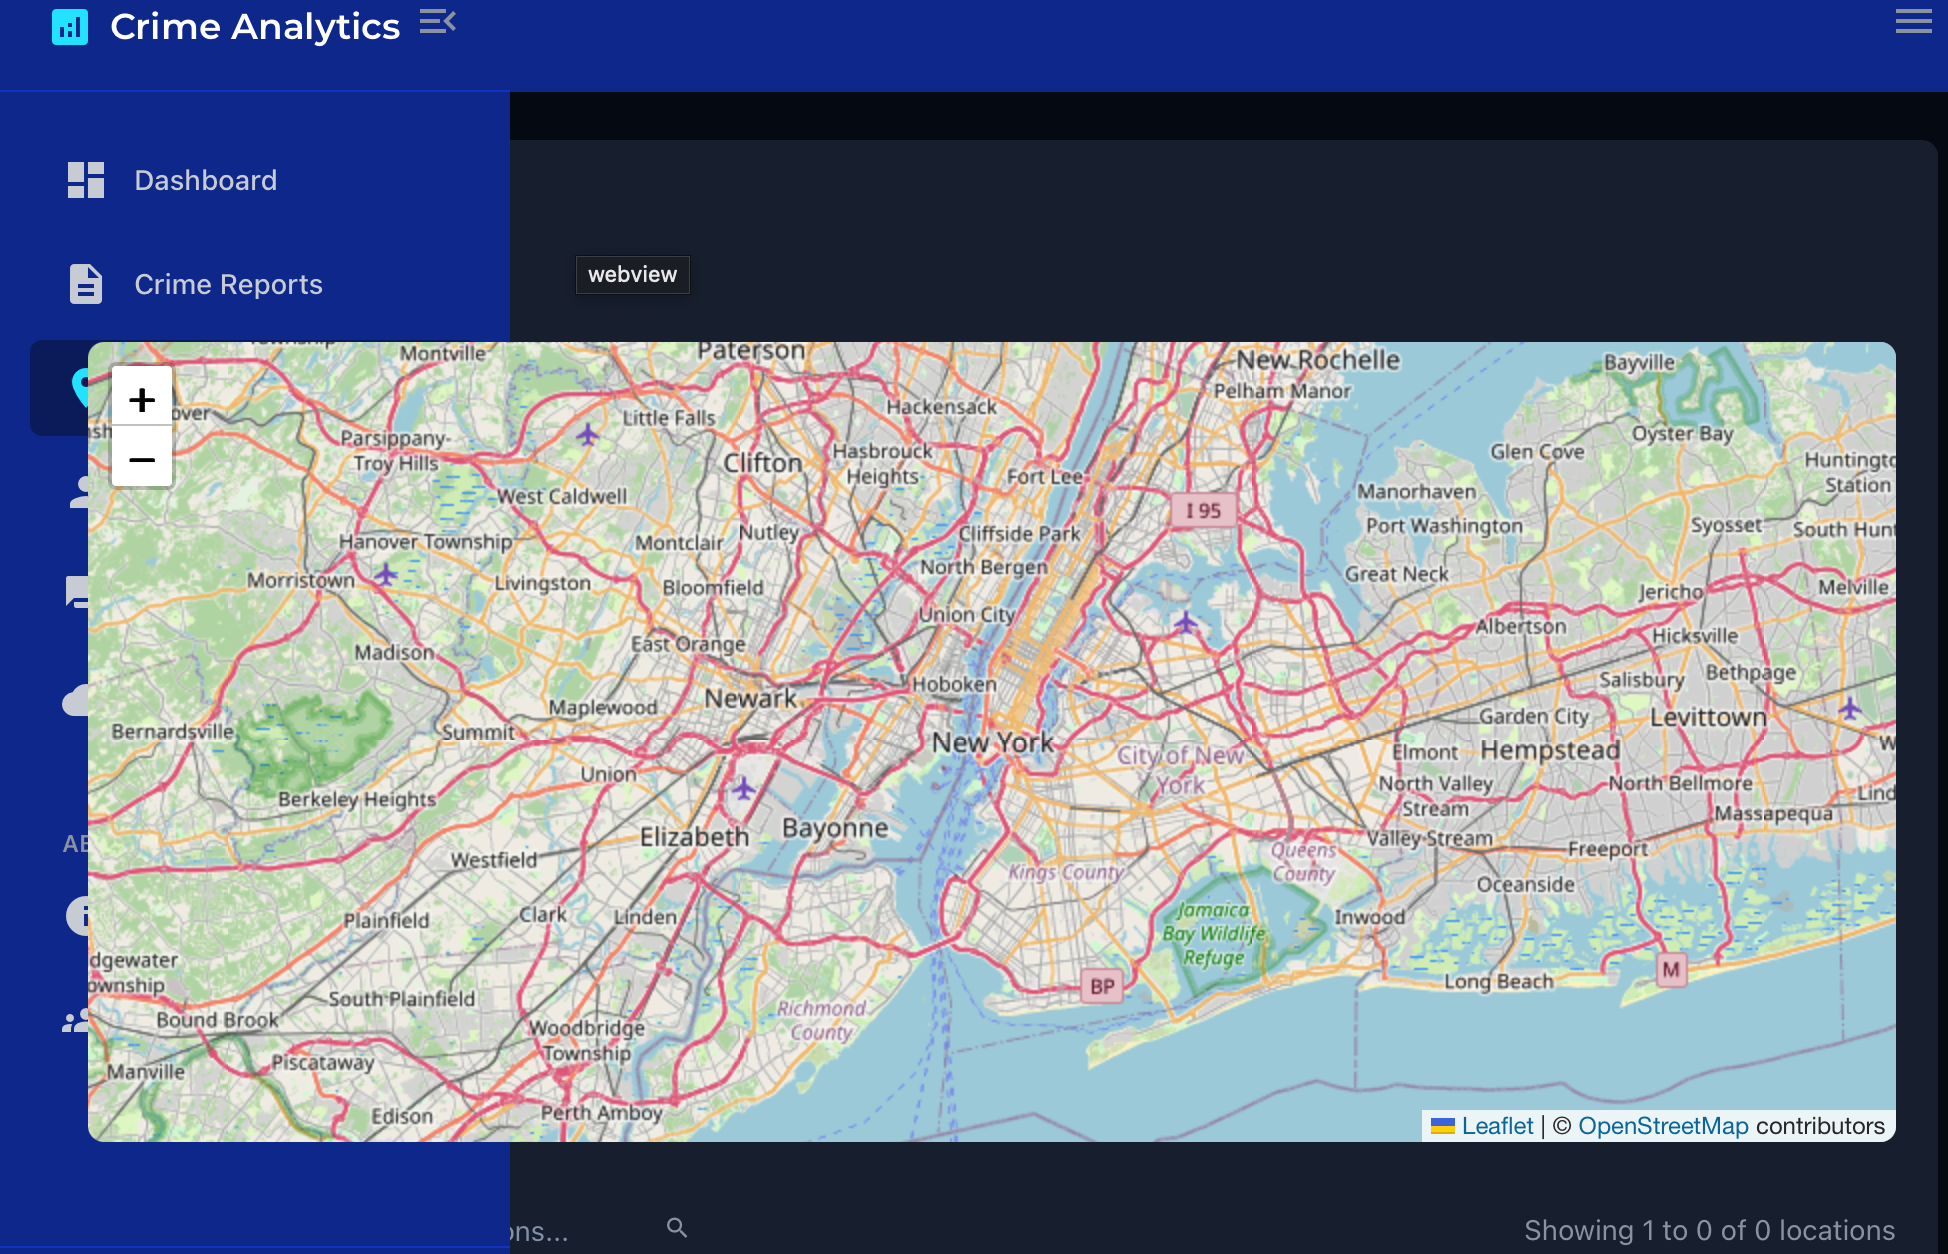 Crime Analytics
Dashboard
Crime Reports
webview
+
−
Montville
Paterson
New Rochelle
Bayville
Pelham Manor
Little Falls
Hackensack
Oyster Bay
Parsippany-
Troy Hills
Clifton
Hasbrouck
Heights
Fort Lee
Glen Cove
Station
West Caldwell
I 95
Manorhaven
Port Washington
Syosset
Nutley
Cliffside Park
Hanover Township
Montclair
North Bergen
Great Neck
Morristown
Livingston
Bloomfield
Jericho
Melville
Union City
Albertson
Hicksville
East Orange
Madison
Hoboken
Salisbury
Bethpage
Newark
Maplewood
Garden City
Levittown
Bernardsville
Summit
New York
City of New
York
Elmont
Hempstead
Union
North Valley
Stream
North Bellmore
Berkeley Heights
Massapequa
Elizabeth
Bayonne
Valley Stream
Freeport
Westfield
Kings County
Queens
County
Oceanside
Plainfield
Clark
Linden
Jamaica
Bay Wildlife
Refuge
Inwood
dgewater
ownship
BP
M
Long Beach
South Plainfield
Richmond
County
Bound Brook
Woodbridge
Township
Piscataway
Manville
Edison
Perth Amboy
Leaflet | © OpenStreetMap contributors
ons...
Showing 1 to 0 of 0 locations